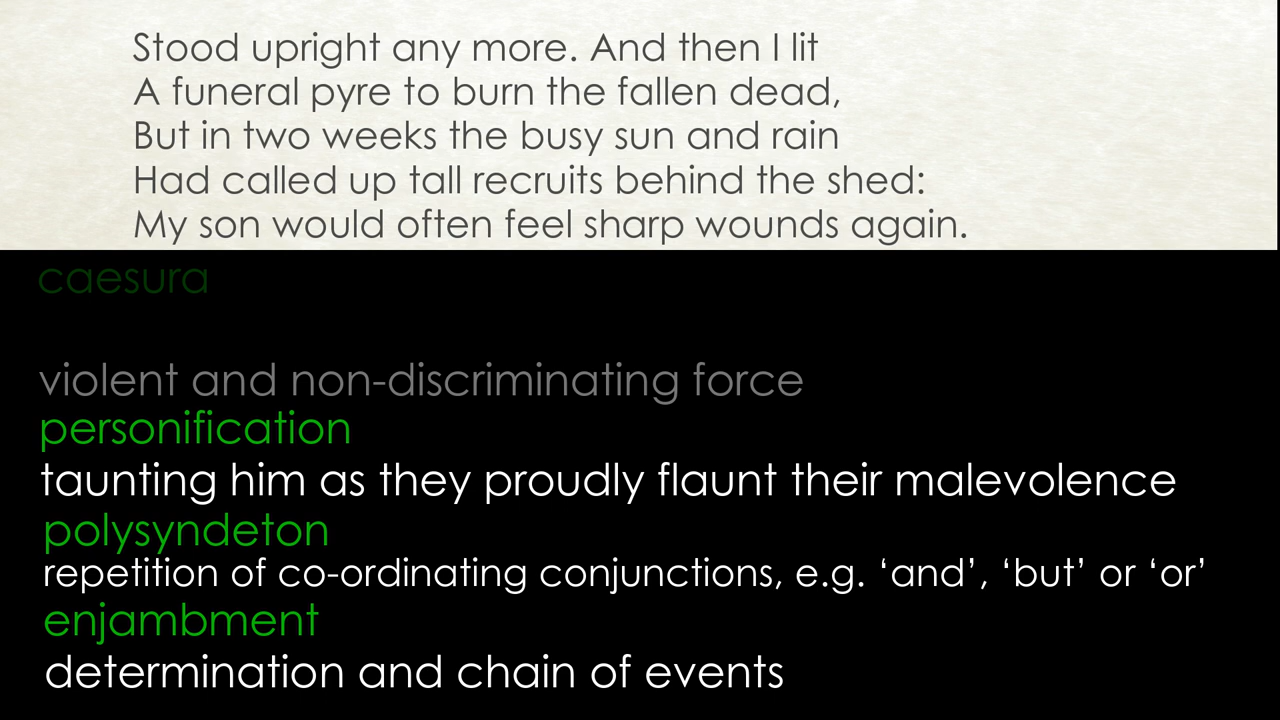 Stood upright any more. And then I lit
A funeral pyre to burn the fallen dead,
But in two weeks the busy sun and rain
Had called up tall recruits behind the shed:
My son would often feel sharp wounds again.
caesura
violent and non-discriminating force
personification
taunting him as they proudly flaunt their malevolence
polysyndeton
repetition of co-ordinating conjunctions, e.g. ‘and’, ‘but’ or ‘or’
enjambment
determination and chain of events